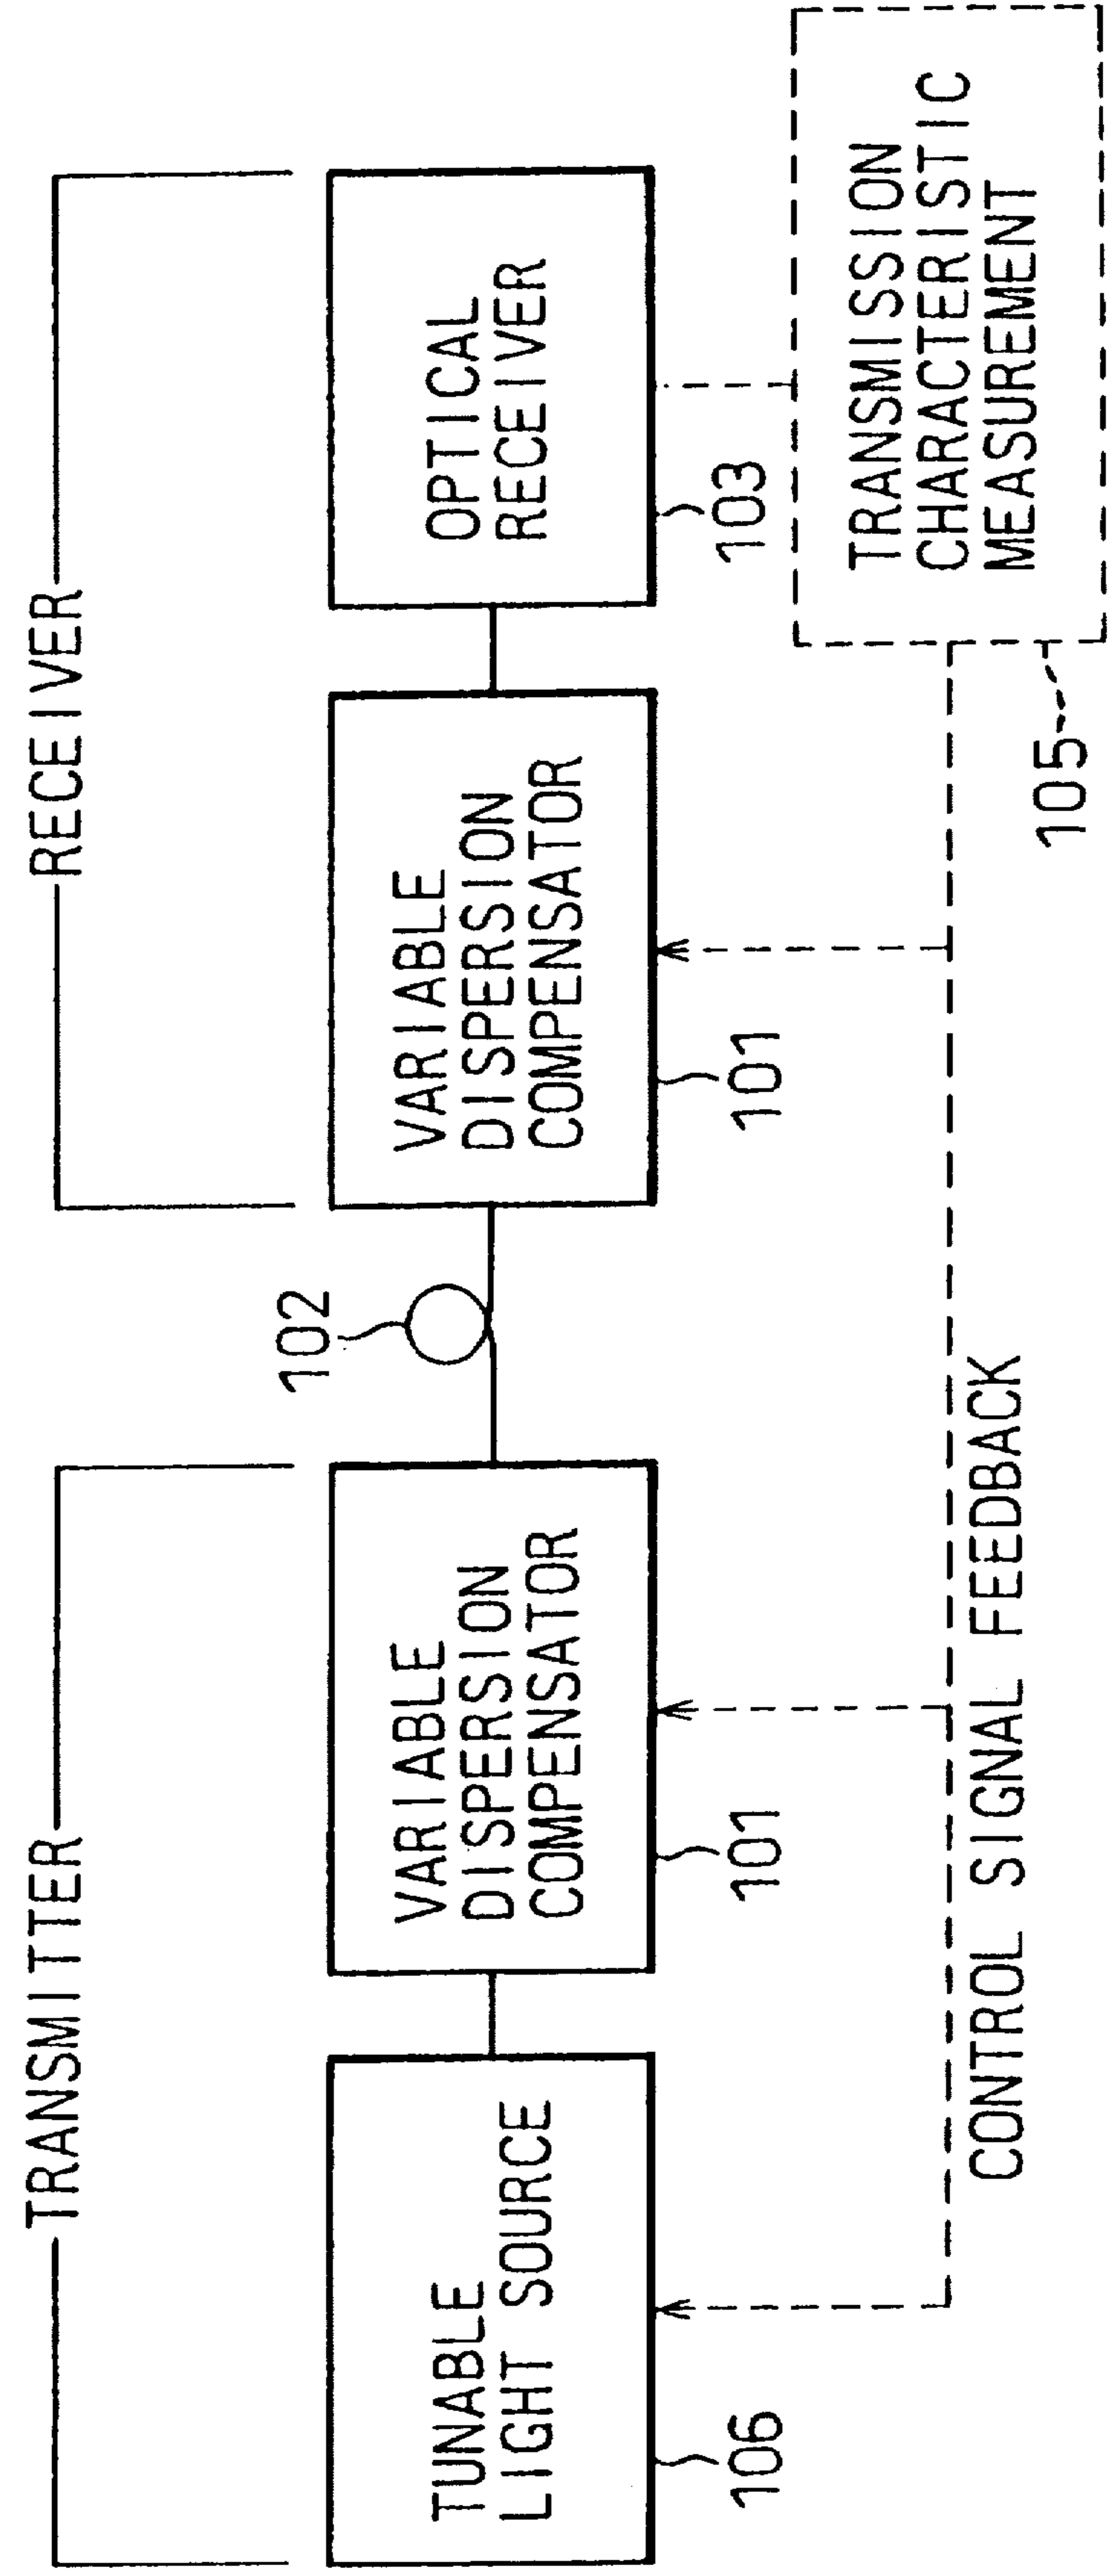 TRANSMITTER
RECEIVER
TUNABLE
LIGHT SOURCE
106
VARIABLE
DISPERSION
COMPENSATOR
101
102
VARIABLE
DISPERSION
COMPENSATOR
101
OPTICAL
RECEIVER
103
TRANSMISSION
CHARACTERISTIC
MEASUREMENT
105
CONTROL SIGNAL FEEDBACK